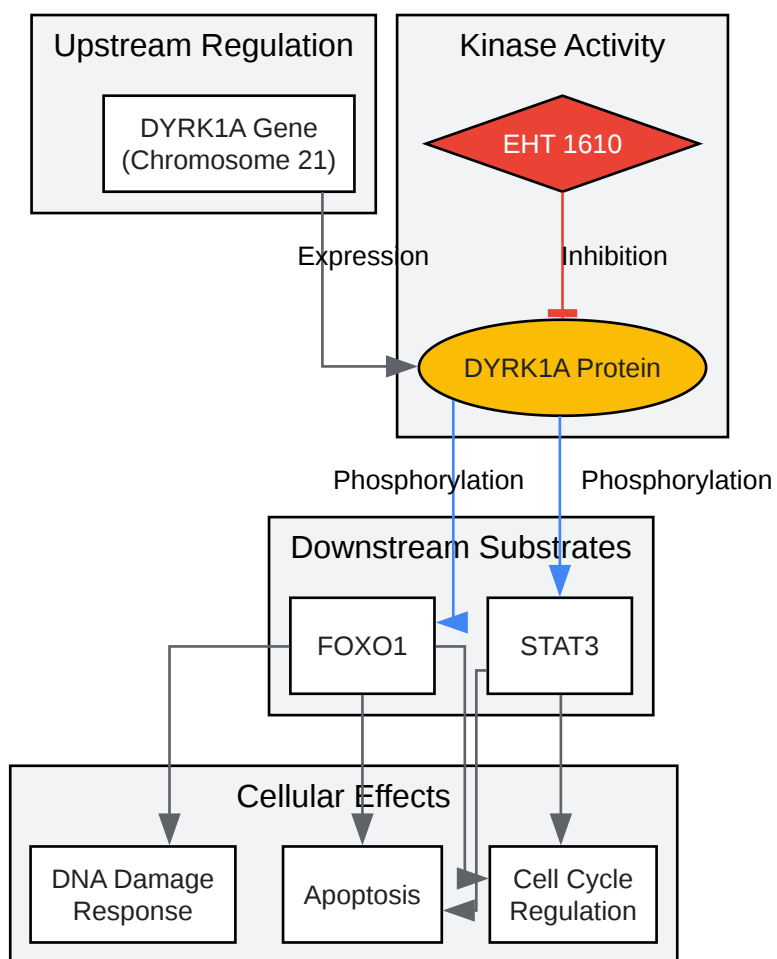 Upstream Regulation
Kinase Activity
DYRK1A Gene
(Chromosome 21)
EHT 1610
Expression
Inhibition
DYRK1A Protein
Phosphorylation
Phosphorylation
Downstream Substrates
FOXO1
STAT3
Cellular Effects
DNA Damage
Response
Apoptosis
Cell Cycle
Regulation